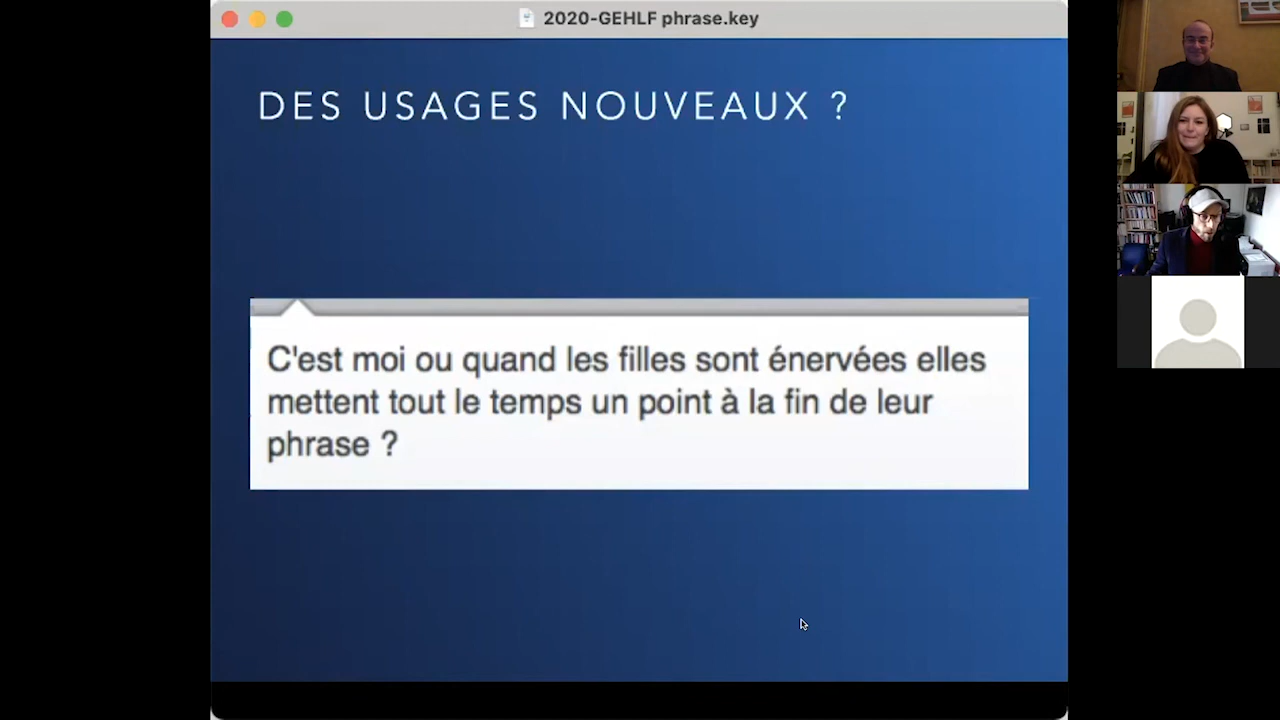 2020-GEHLF phrase.key
DES USAGES NOUVEAUX ?
C'est moi ou quand les filles sont énervées elles
mettent tout le temps un point à la fin de leur
phrase ?